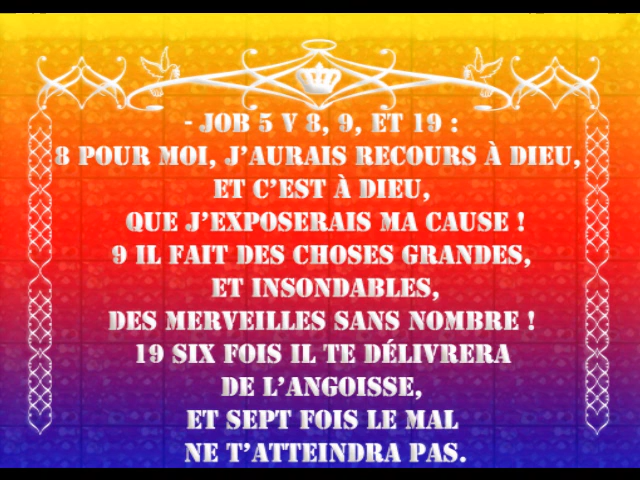 - JOB 5 V 8, 9, ET 19 :
8 POUR MOI, J'AURAIS RECOURS À DIEU,
ET C'EST À DIEU,
QUE J'EXPOSERAIS MA CAUSE !
9 IL FAIT DES CHOSES GRANDES,
ET INSONDABLES,
DES MERVEILLES SANS NOMBRE !
19 SIX FOIS IL TE DÉLIVRERA
DE L'ANGOISSE,
ET SEPT FOIS LE MAL
NE T'ATTEINDRA PAS.